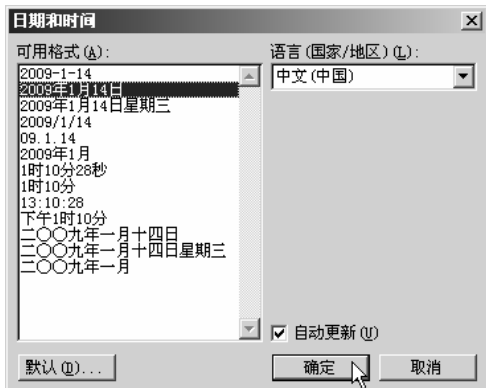 日期和时间
可用格式(A):
2009-1-14
2009年1月14日
2009年1月14日星期三
2009/1/14
09.1.14
2009年1月
1时10分28秒
1时10分
13:10:28
下午1时10分
二〇〇九年一月十四日
二〇〇九年一月十四日星期三
二〇〇九年一月
语言(国家/地区)(L):
中文(中国)
自动更新(U)
默认(D)...
确定
取消